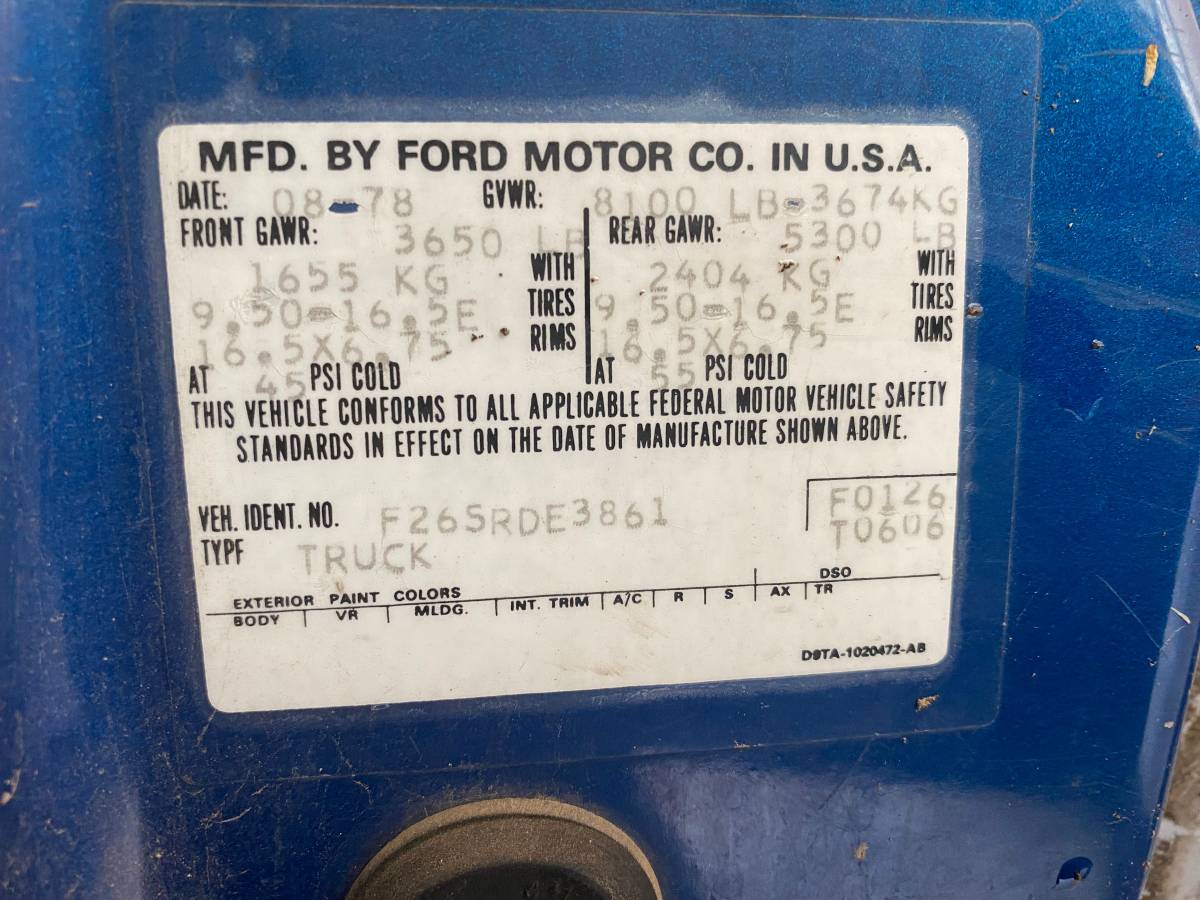 MFD. BY FORD MOTOR CO. IN U.S.A.
DATE: 08-78 GVWR: 8100 LB-3674KG
FRONT GAWR: 3650 LB REAR GAWR: 5300 LB
1655 KG WITH 2404 KG WITH
9.50-16.5E TIRES 9.50-16.5E TIRES
16.5X6.75 RIMS 16.5X6.75 RIMS
AT 45 PSI COLD AT 55 PSI COLD
THIS VEHICLE CONFORMS TO ALL APPLICABLE FEDERAL MOTOR VEHICLE SAFETY
STANDARDS IN EFFECT ON THE DATE OF MANUFACTURE SHOWN ABOVE.
F0126
VEH. IDENT. NO. F26SRDE3861
T0606
TYPE TRUCK
EXTERIOR PAINT COLORS DSO
BODY VR MLDG. INT. TRIM A/C R S AX TR
D9TA-1020472-AB